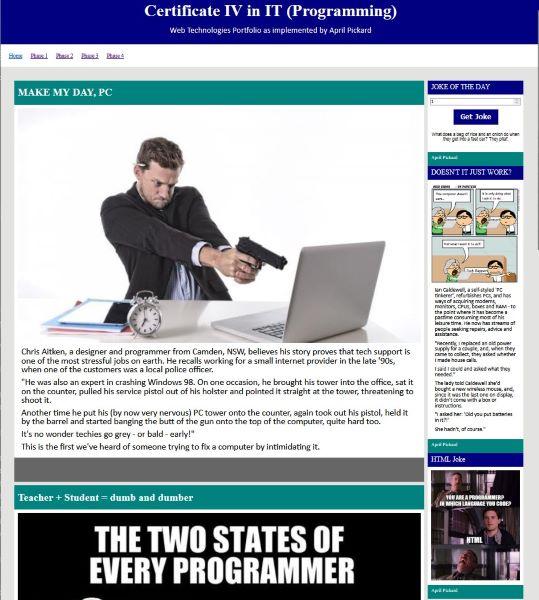 Certificate IV in IT (Programming)
Web Technologies Portfolio as implemented by April Pickard
Home Phase 1 Phase 2 Phase 3 Phase 4
MAKE MY DAY, PC
Chris Aitken, a designer and programmer from Camden, NSW, believes his story proves that tech support is
one of the most stressful jobs on earth. He recalls working for a small internet provider in the late '90s,
when one of the customers was a local police officer.
"He was also an expert in crashing Windows 98. On one occasion, he brought his tower into the office, sat it
on the counter, pulled his service pistol out of his holster and pointed it straight at the tower, threatening to
shoot it.
Another time he put his (by now very nervous) PC tower onto the counter, again took out his pistol, held it
by the barrel and started banging the butt of the gun onto the top of the computer, quite hard too.
It's no wonder techies go grey - or bald - early!"
This is the first we've heard of someone trying to fix a computer by intimidating it.
Teacher + Student = dumb and dumber
THE TWO STATES OF
EVERY PROGRAMMER
JOKE OF THE DAY
1
Get Joke
What does a bag of rice and an onion do when
they get into a fast car? They pilaf.
April Pickard
DOESN'T IT JUST WORK?
Tech Support
Ian Caldewell, a self-styled 'PC
tinkerer', refurbishes PCs, and has
ways of acquiring modems,
monitors, CPUs, boxes and RAM - to
the point where it has become a
pastime consuming most of his
leisure time. He now has streams of
people seeking repairs, advice and
assistance.
"Recently, I replaced an old power
supply for a couple, and, when they
came to collect, they asked whether
I made house calls.
I said I could and asked what they
needed."
The lady told Caldewell she'd
bought a new wireless mouse, and,
since it was the last one on display,
it didn't come with a box or
instructions.
"I asked her: 'Did you put batteries
in it?!'
She hadn't, of course."
April Pickard
HTML Joke
YOU ARE A PROGRAMMER?
IN WHICH LANGUAGE YOU CODE?
HTML
April Pickard